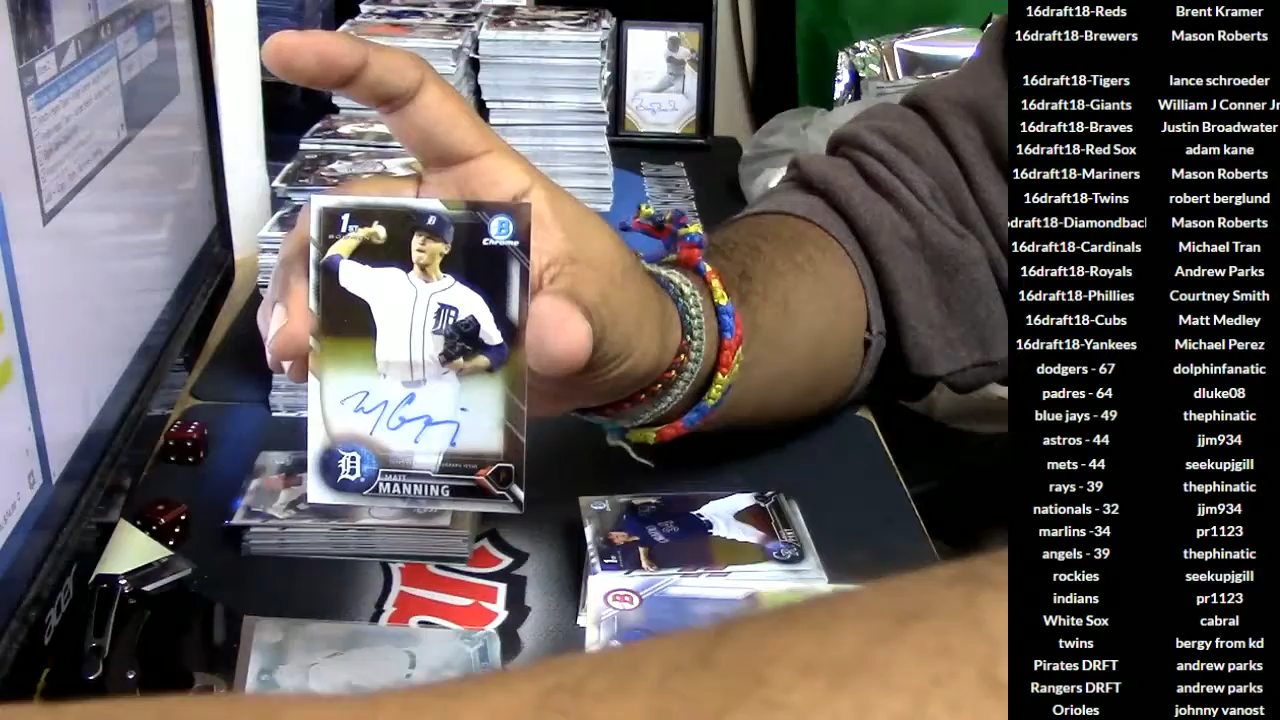 1ST
B
Chrome
D
MATT
MANNING
acer
16draft18-Reds Brent Kramer
16draft18-Brewers Mason Roberts
16draft18-Tigers lance schroeder
16draft18-Giants William J Conner Jr
16draft18-Braves Justin Broadwater
16draft18-Red Sox adam kane
16draft18-Mariners Mason Roberts
16draft18-Twins robert berglund
draft18-Diamondbac Mason Roberts
16draft18-Cardinals Michael Tran
16draft18-Royals Andrew Parks
16draft18-Phillies Courtney Smith
16draft18-Cubs Matt Medley
16draft18-Yankees Michael Perez
dodgers - 67 dolphinfanatic
padres - 64 dluke08
blue jays - 49 thephinatic
astros - 44 jjm934
mets - 44 seekupjgill
rays - 39 thephinatic
nationals - 32 jjm934
marlins -34 pr1123
angels - 39 thephinatic
rockies seekupjgill
indians pr1123
White Sox cabral
twins bergy from kd
Pirates DRFT andrew parks
Rangers DRFT andrew parks
Orioles johnny vanost